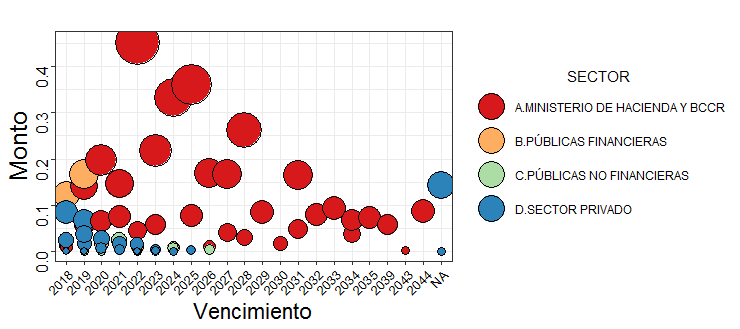 Monto
0.4
0.3
0.2
0.1
0.0
2018 2019 2020 2021 2022 2023 2024 2025 2026 2027 2028 2029 2030 2031 2032 2033 2034 2035 2039 2043 2044 NA
Vencimiento
SECTOR
A.MINISTERIO DE HACIENDA Y BCCR
B.PÚBLICAS FINANCIERAS
C.PÚBLICAS NO FINANCIERAS
D.SECTOR PRIVADO